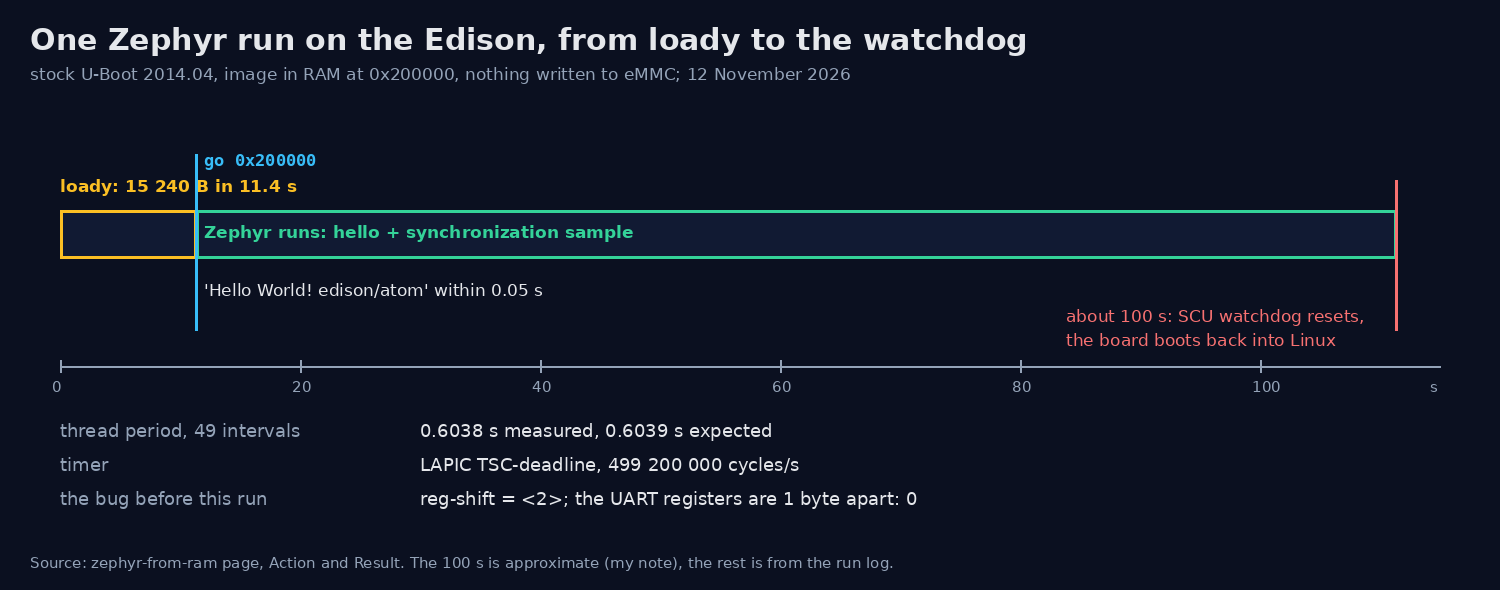 One Zephyr run on the Edison, from loady to the watchdog
stock U-Boot 2014.04, image in RAM at 0x200000, nothing written to eMMC; 12 November 2026
go 0x200000
loady: 15 240 B in 11.4 s
Zephyr runs: hello + synchronization sample
'Hello World! edison/atom' within 0.05 s
about 100 s: SCU watchdog resets,
the board boots back into Linux
0 20 40 60 80 100 s
thread period, 49 intervals 0.6038 s measured, 0.6039 s expected
timer LAPIC TSC-deadline, 499 200 000 cycles/s
the bug before this run reg-shift = <2>; the UART registers are 1 byte apart: 0
Source: zephyr-from-ram page, Action and Result. The 100 s is approximate (my note), the rest is from the run log.